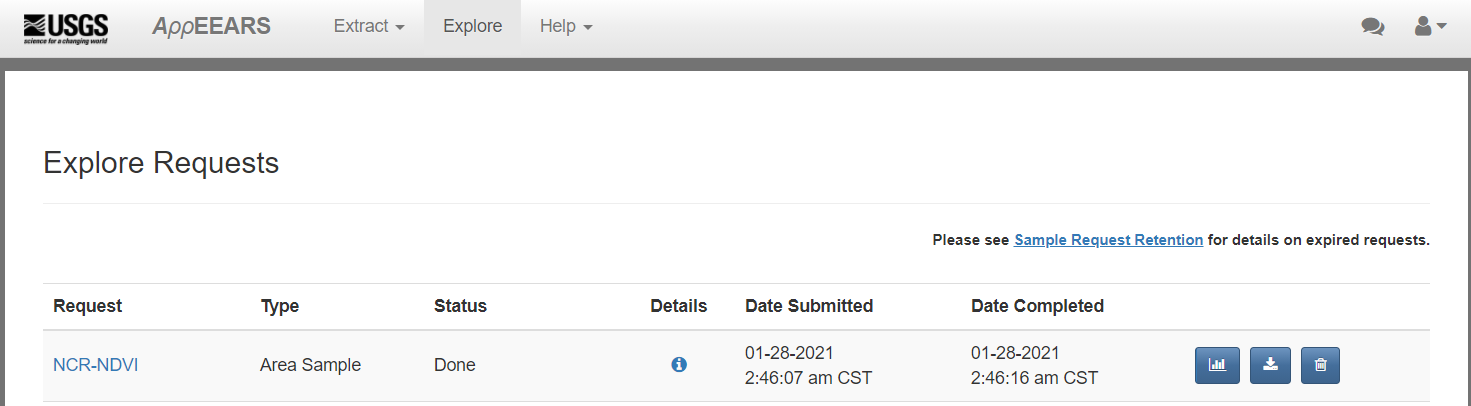 USGS
science for a changing world
AppEEARS
Extract
Explore
Help
Explore Requests
Please see Sample Request Retention for details on expired requests.
Request Type Status Details Date Submitted Date Completed
NCR-NDVI Area Sample Done 01-28-2021 01-28-2021
2:46:07 am CST 2:46:16 am CST